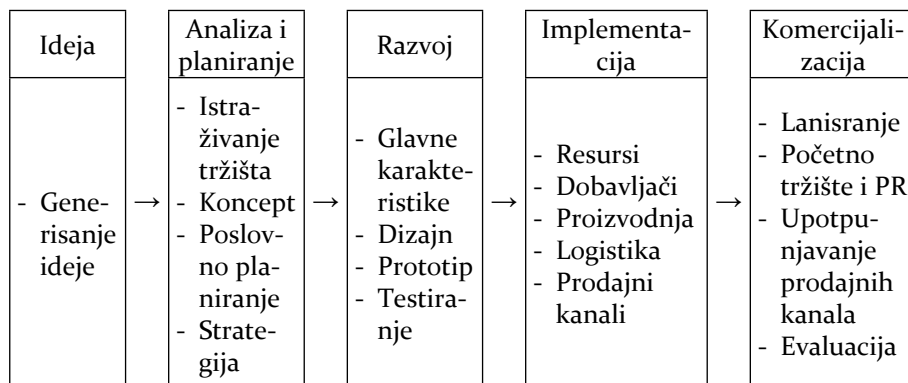 Ideja
- Gene-
risanje
ideje
→
Analiza i
planiranje
- Istra-
živanje
tržišta
- Koncept
- Poslov-
no pla-
niranje
- Strate-
gija
→
Razvoj
- Glavne
karakte-
ristike
- Dizajn
- Prototip
- Testira-
nje
→
Implementa-
cija
- Resursi
- Dobavljači
- Proizvodnja
- Logistika
- Prodajni
kanali
→
Komercijali-
zacija
- Lanisranje
- Početno
tržište i PR
- Upotpu-
njavanje
prodajnih
kanala
- Evaluacija